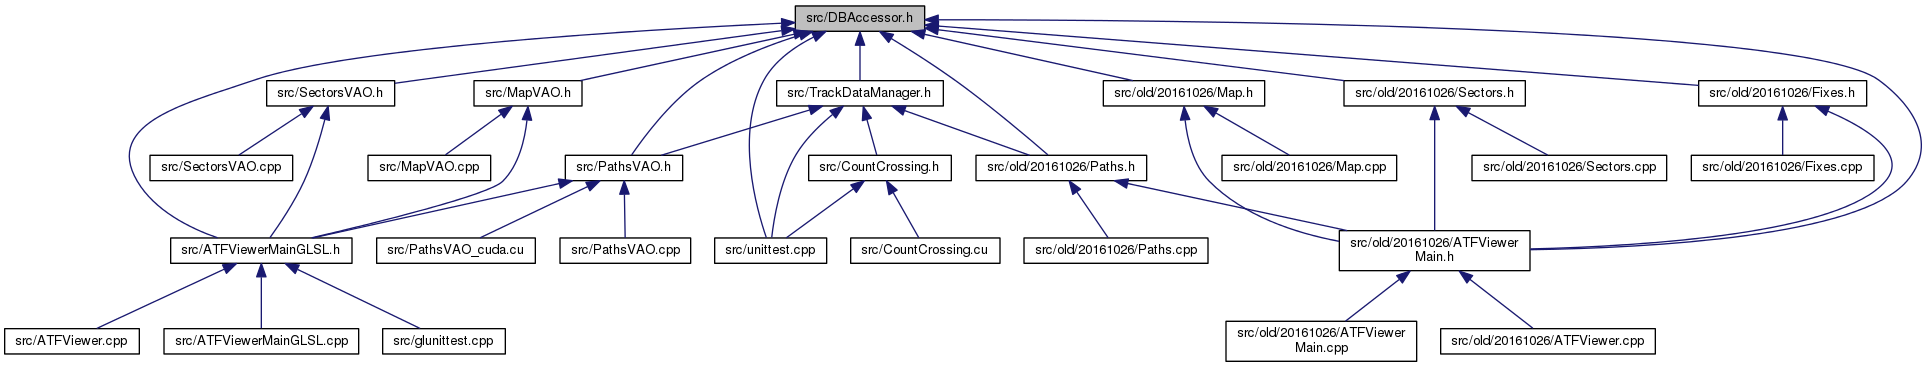 src/DBAccessor.h
src/SectorsVAO.h
src/MapVAO.h
src/TrackDataManager.h
src/old/20161026/Map.h
src/old/20161026/Sectors.h
src/old/20161026/Fixes.h
src/SectorsVAO.cpp
src/MapVAO.cpp
src/PathsVAO.h
src/CountCrossing.h
src/old/20161026/Paths.h
src/old/20161026/Map.cpp
src/old/20161026/Sectors.cpp
src/old/20161026/Fixes.cpp
src/ATFViewerMainGLSL.h
src/PathsVAO_cuda.cu
src/PathsVAO.cpp
src/unittest.cpp
src/CountCrossing.cu
src/old/20161026/Paths.cpp
src/old/20161026/ATFViewer
Main.h
src/ATFViewer.cpp
src/ATFViewerMainGLSL.cpp
src/glunittest.cpp
src/old/20161026/ATFViewer
Main.cpp
src/old/20161026/ATFViewer.cpp